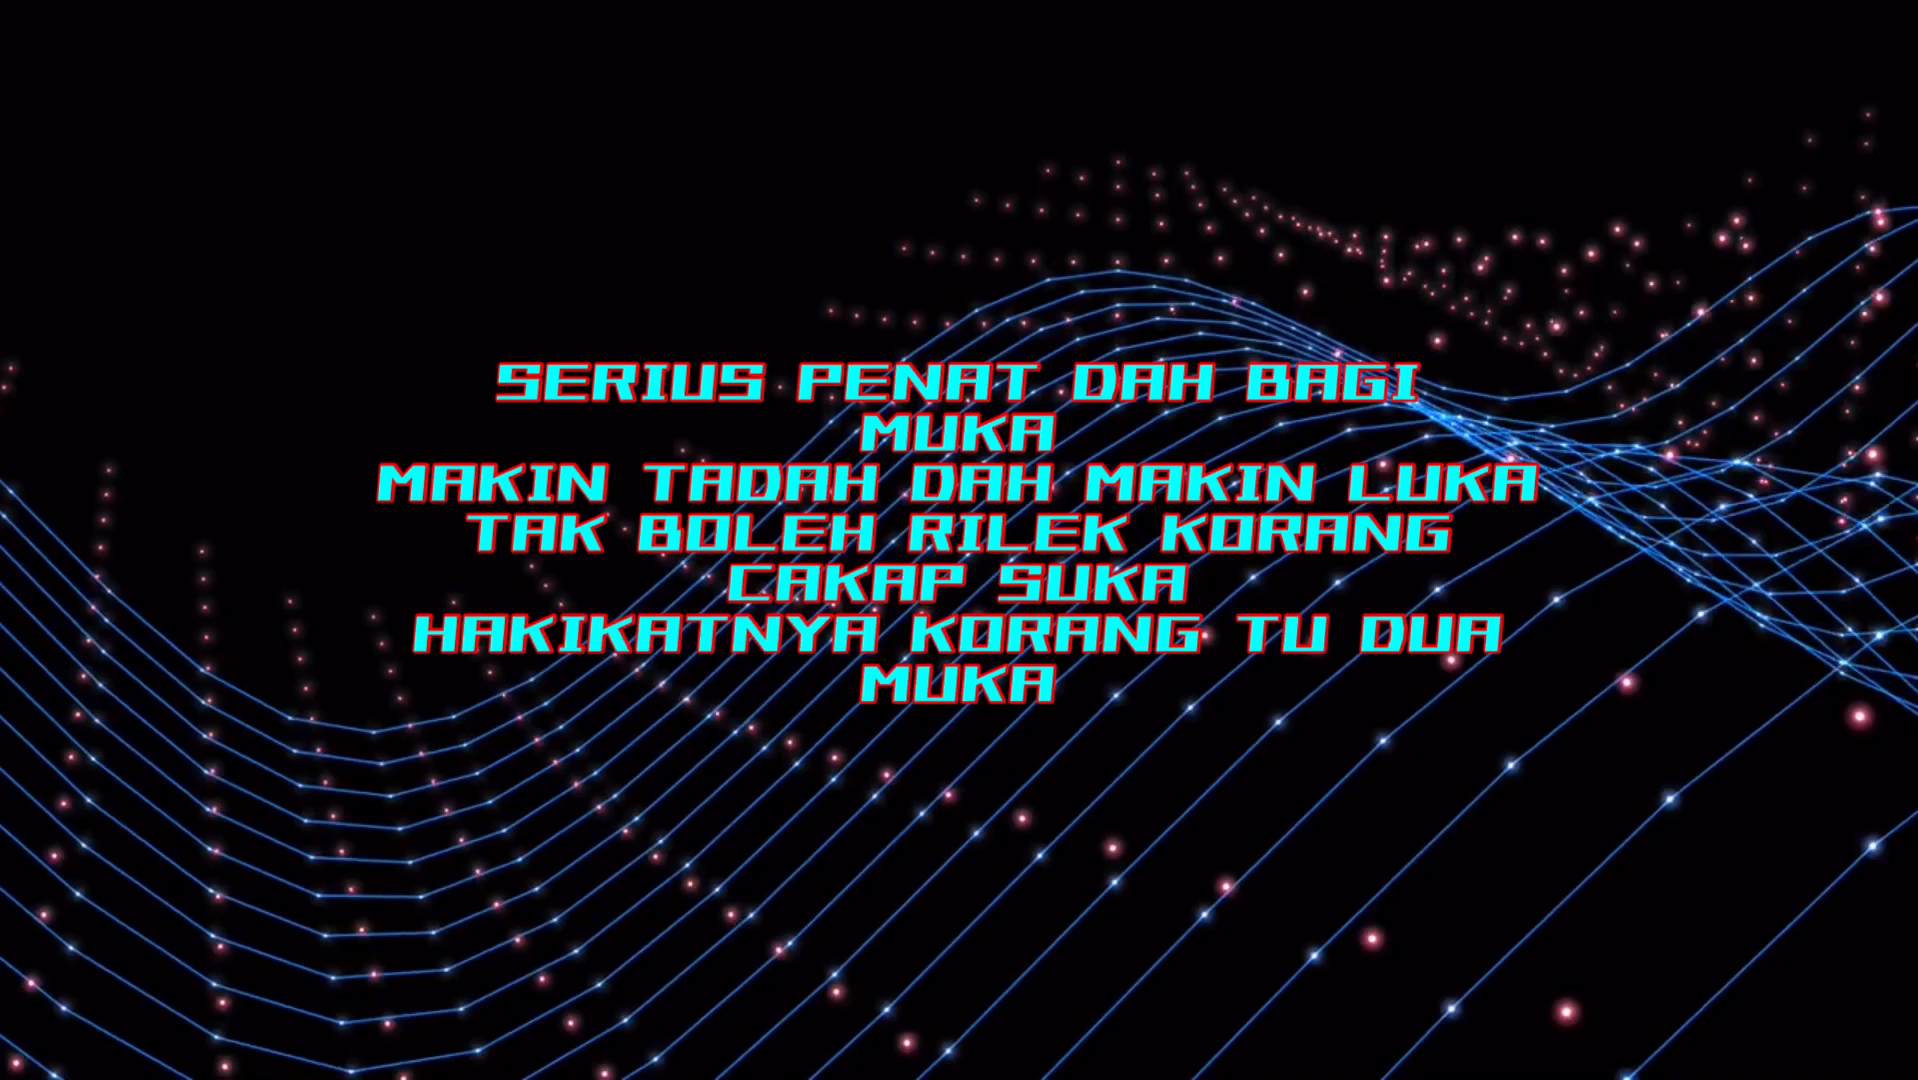 SERIUS PENAT DAH BAGI
MUKA
MAKIN TADAH DAH MAKIN LUKA
TAK BOLEH RILEK KORANG
CAKAP SUKA
HAKIKATNYA KORANG TU DUA
MUKA